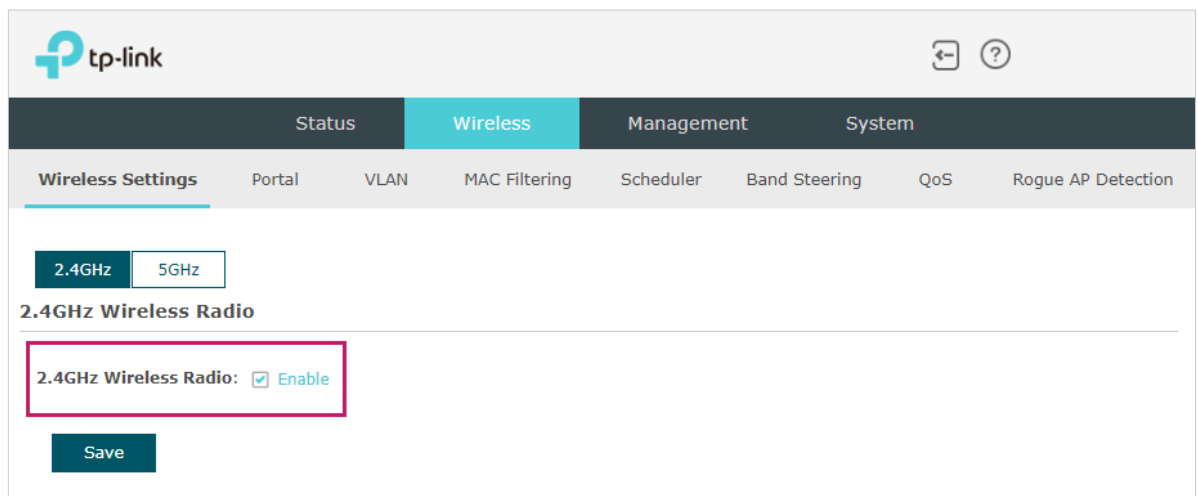 tp-link
Status Wireless Management System
Wireless Settings Portal VLAN MAC Filtering Scheduler Band Steering QoS Rogue AP Detection
2.4GHz 5GHz
2.4GHz Wireless Radio
2.4GHz Wireless Radio: Enable
Save